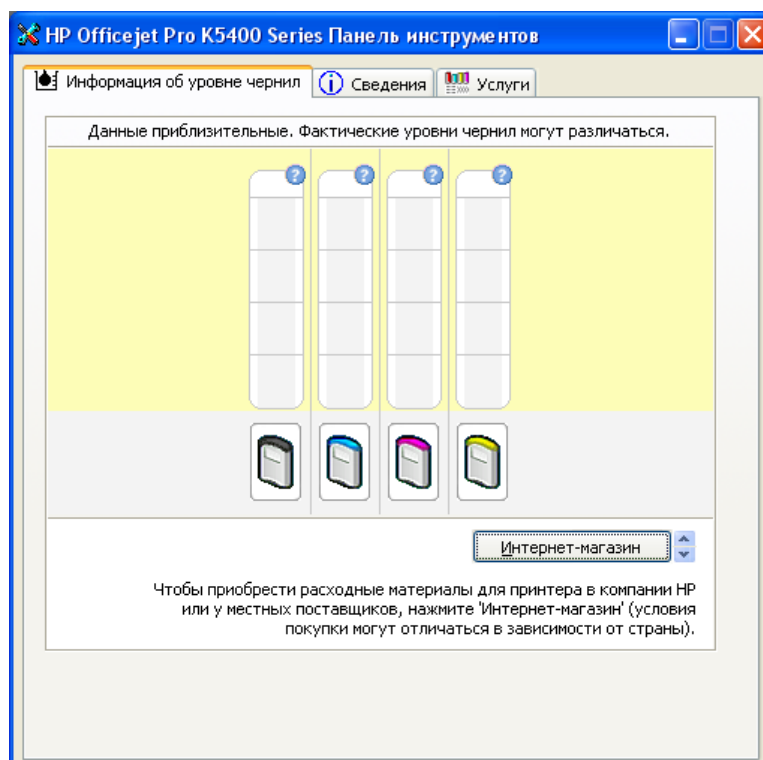 HP Officejet Pro K5400 Series Панель инструментов
Информация об уровне чернил
Сведения
Услуги
Данные приблизительные. Фактические уровни чернил могут различаться.
? ? ? ?
Интернет-магазин
Чтобы приобрести расходные материалы для принтера в компании HP
или у местных поставщиков, нажмите 'Интернет-магазин' (условия
покупки могут отличаться в зависимости от страны).